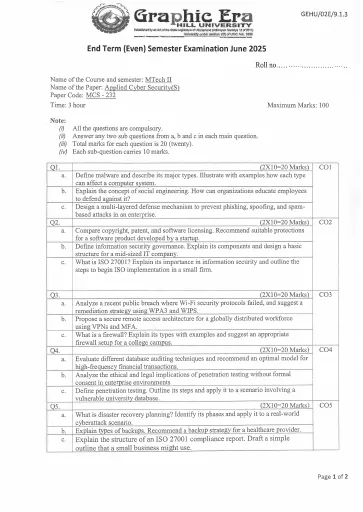 GEHU/02E/9.1.3
Graphic Era
HILL UNIVERSITY
End Term (Even) Semester Examination June 2025
Roll no..............................
Name of the Course and semester: MTech II
Name of the Paper: Applied Cyber Security(S)
Paper Code: MCS - 232
Time: 3 hour Maximum Marks: 100
Note:
(i) All the questions are compulsory.
(ii) Answer any two sub questions from a, b and c in each main question.
(iii) Total marks for each question is 20 (twenty).
(iv) Each sub-question carries 10 marks.
Q1. (2X10=20 Marks) CO1
a. Define malware and describe its major types. Illustrate with examples how each type
can affect a computer system.
b. Explain the concept of social engineering. How can organizations educate employees
to defend against it?
c. Design a multi-layered defense mechanism to prevent phishing, spoofing, and spam-
based attacks in an enterprise.
Q2. (2X10=20 Marks) CO2
a. Compare copyright, patent, and software licensing. Recommend suitable protections
for a software product developed by a startup.
b. Define information security governance. Explain its components and design a basic
structure for a mid-sized IT company.
c. What is ISO 27001? Explain its importance in information security and outline the
steps to begin ISO implementation in a small firm.
Q3. (2X10=20 Marks) CO3
a. Analyze a recent public breach where Wi-Fi security protocols failed, and suggest a
remediation strategy using WPA3 and WIPS.
b. Propose a secure remote access architecture for a globally distributed workforce
using VPNs and MFA.
c. What is a firewall? Explain its types with examples and suggest an appropriate
firewall setup for a college campus.
Q4. (2X10=20 Marks) CO4
a. Evaluate different database auditing techniques and recommend an optimal model for
high-frequency financial transactions.
b. Analyze the ethical and legal implications of penetration testing without formal
consent in enterprise environments
c. Define penetration testing. Outline its steps and apply it to a scenario involving a
vulnerable university database.
Q5. (2X10=20 Marks) CO5
a. What is disaster recovery planning? Identify its phases and apply it to a real-world
cyberattack scenario.
b. Explain types of backups. Recommend a backup strategy for a healthcare provider.
c. Explain the structure of an ISO 27001 compliance report. Draft a simple
outline that a small business might use.
Page 1 of 2